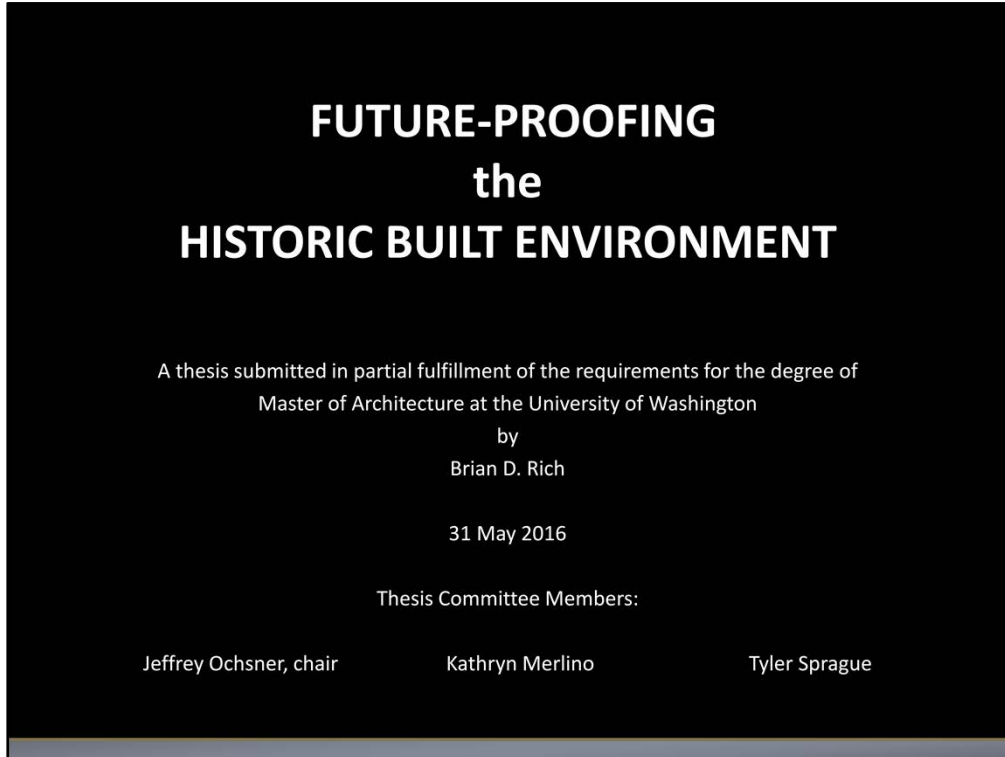 FUTURE-PROOFING
the
HISTORIC BUILT ENVIRONMENT
A thesis submitted in partial fulfillment of the requirements for the degree of
Master of Architecture at the University of Washington
by
Brian D. Rich
31 May 2016
Thesis Committee Members:
Jeffrey Ochsner, chair Kathryn Merlino Tyler Sprague